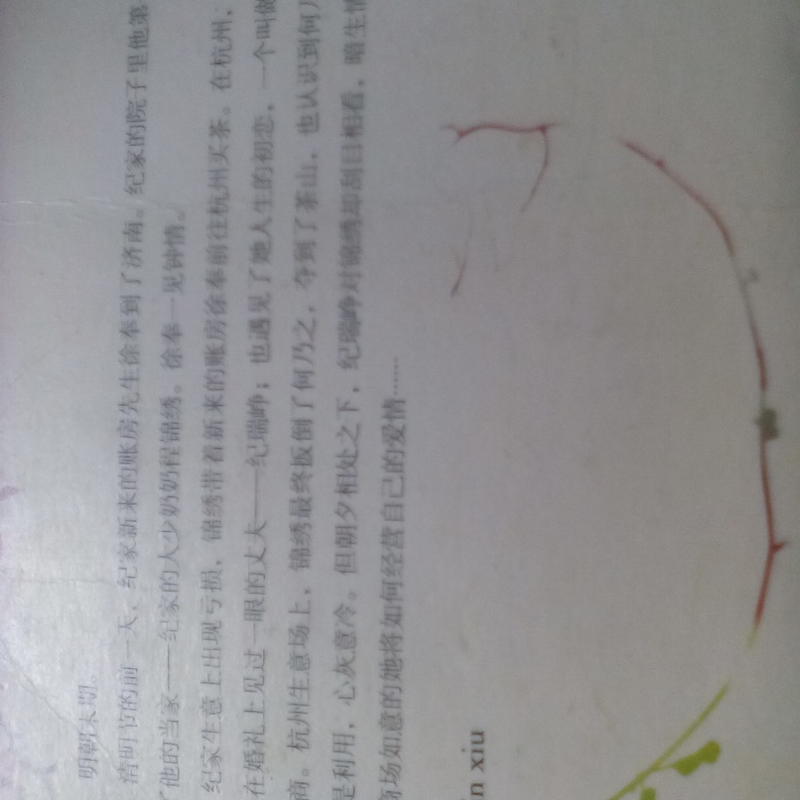 明朝末期。
清明节的前一天，纪家新来的账房先生徐奉到了济南。纪家的院子里他第
了他的当家——纪家的大少奶奶程锦绣。徐奉一见钟情。
纪家生意上出现亏损，锦绣带着新来的账房徐奉前往杭州买茶。在杭州，
在婚礼上见过一眼的丈夫——纪瑞峥；也遇见了她人生的初恋，一个叫做
商。杭州生意场上，锦绣最终扳倒了何乃之，夺到了茶山，也认识到何乃
是利用，心灰意冷。但朝夕相处之下，纪瑞峥对锦绣却刮目相看，暗生情
商场如意的她将如何经营自己的爱情……
n xiu